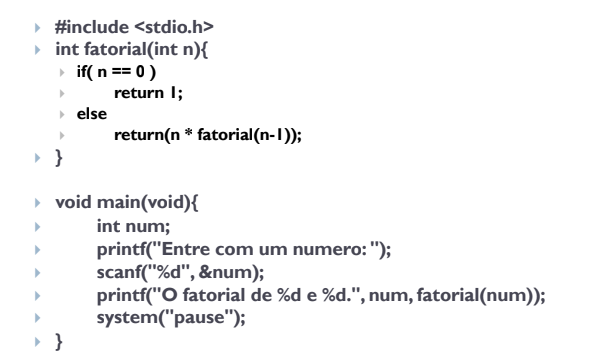 #include <stdio.h>
int fatorial(int n){
if( n == 0 )
return 1;
else
return(n * fatorial(n-1));
}
void main(void){
int num;
printf("Entre com um numero: ");
scanf("%d", &num);
printf("O fatorial de %d e %d.", num, fatorial(num));
system("pause");
}